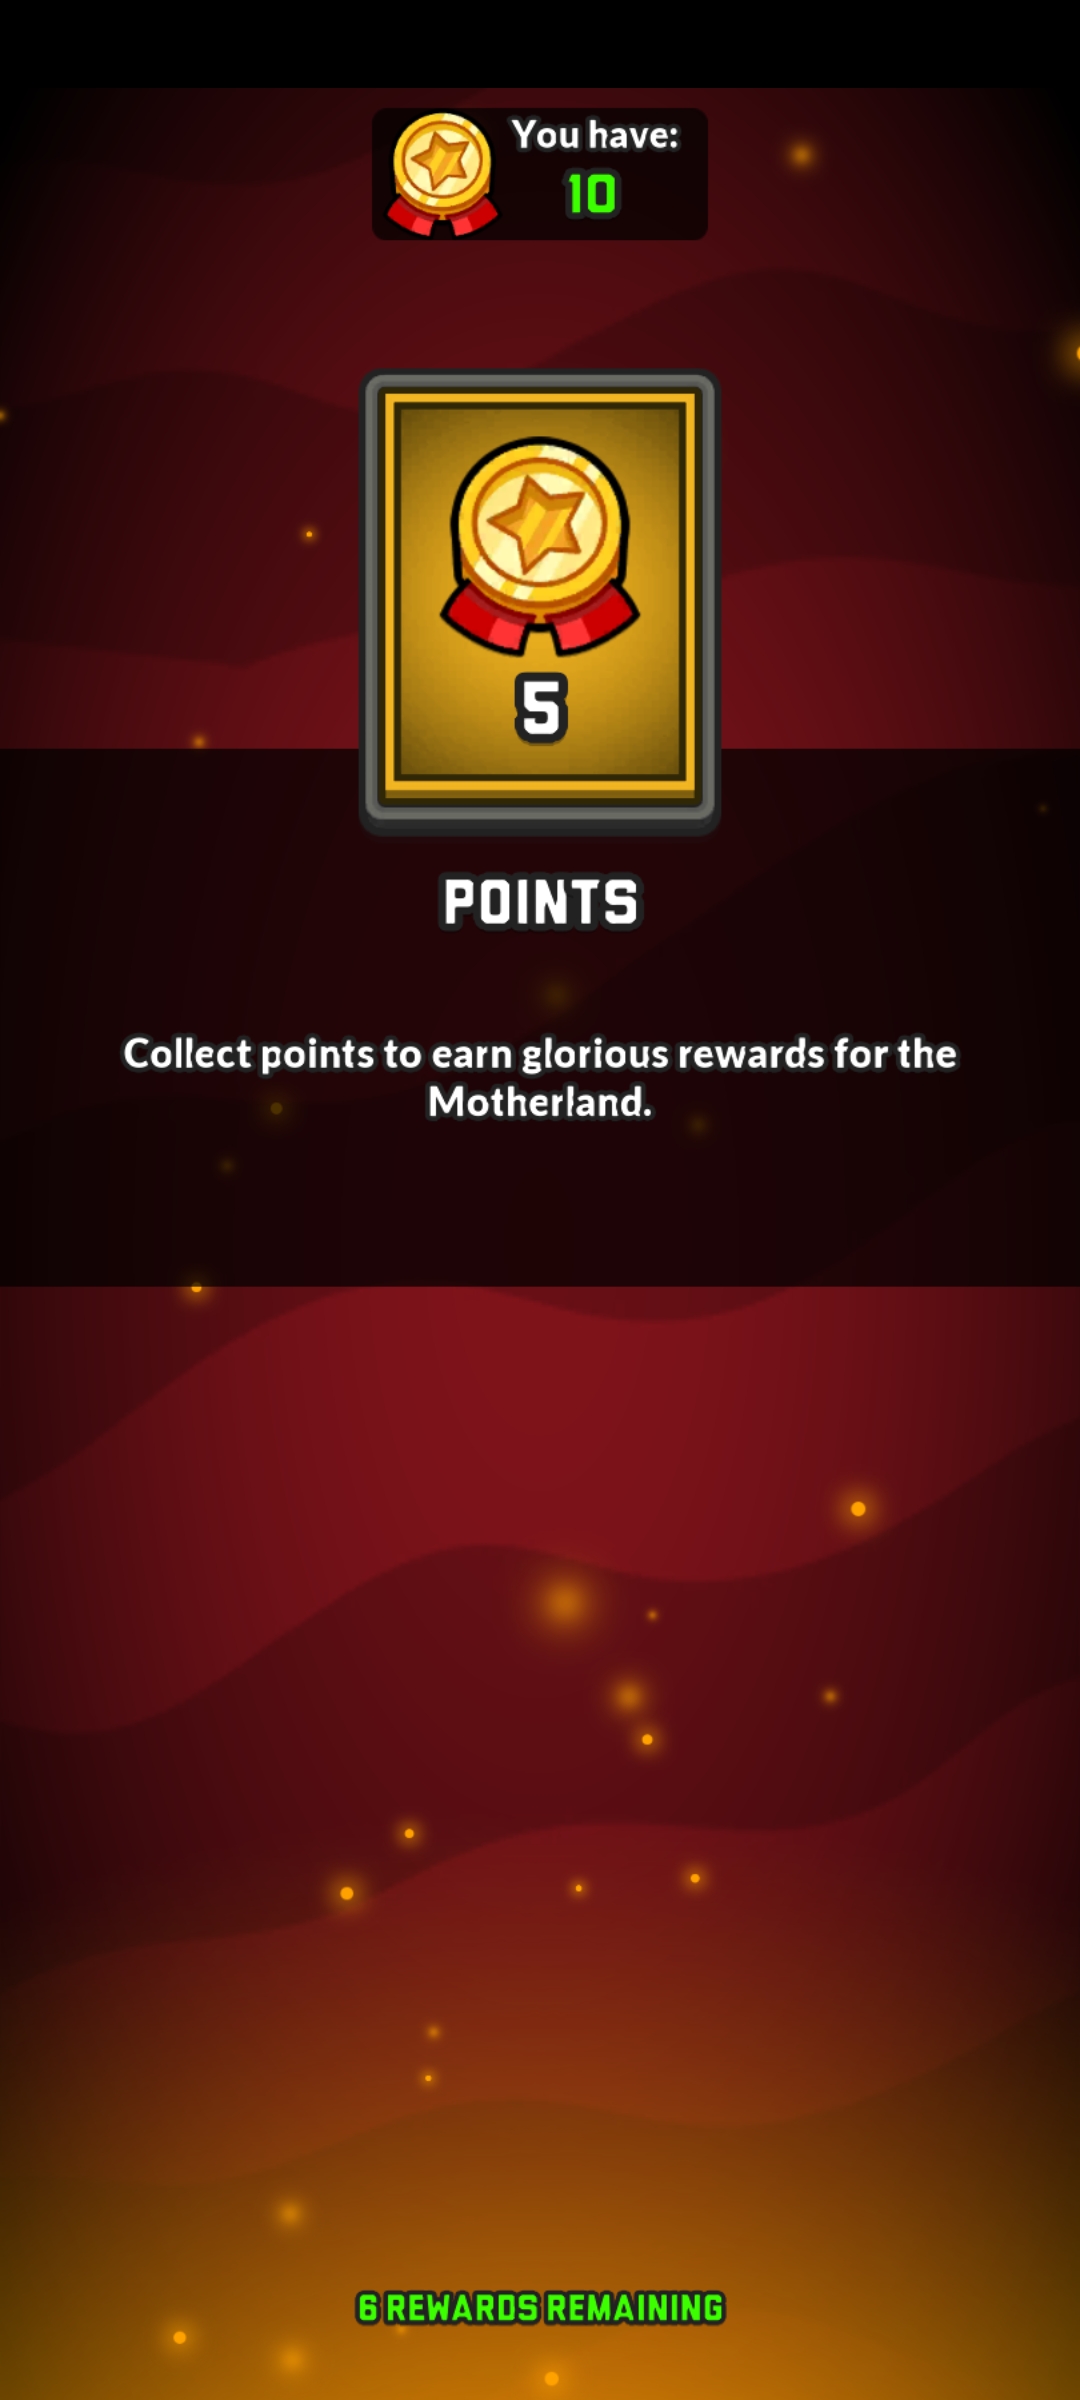 You have:
10
5
POINTS
Collect points to earn glorious rewards for the
Motherland.
6 REWARDS REMAINING